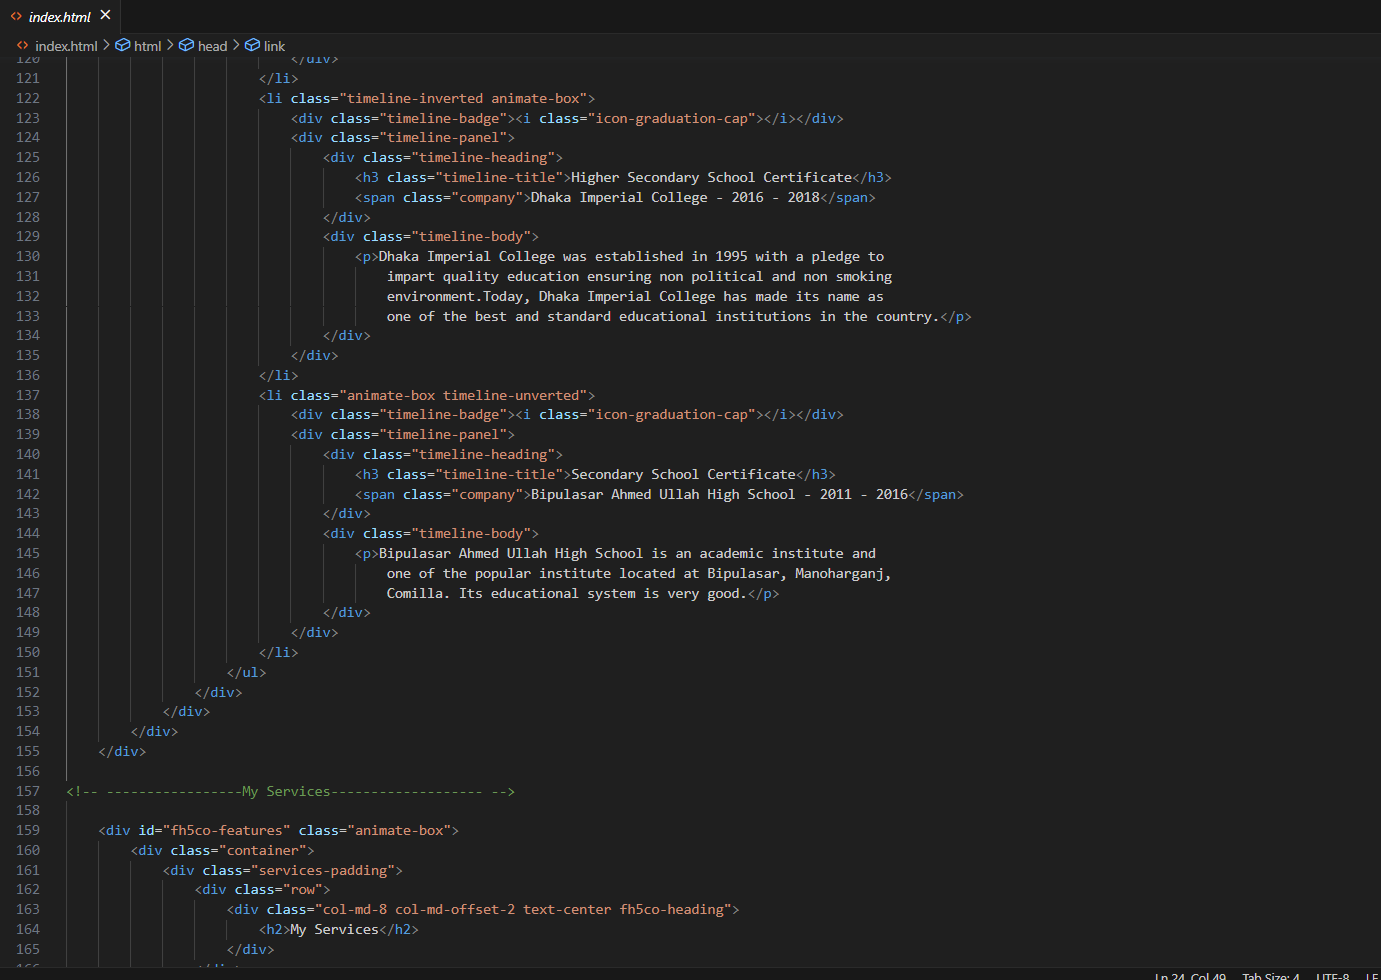 index.html
index.html > html > head > link
120 </div>
121 </li>
122 <li class="timeline-inverted animate-box">
123 <div class="timeline-badge"><i class="icon-graduation-cap"></i></div>
124 <div class="timeline-panel">
125 <div class="timeline-heading">
126 <h3 class="timeline-title">Higher Secondary School Certificate</h3>
127 <span class="company">Dhaka Imperial College - 2016 - 2018</span>
128 </div>
129 <div class="timeline-body">
130 <p>Dhaka Imperial College was established in 1995 with a pledge to
131 impart quality education ensuring non political and non smoking
132 environment.Today, Dhaka Imperial College has made its name as
133 one of the best and standard educational institutions in the country.</p>
134 </div>
135 </div>
136 </li>
137 <li class="animate-box timeline-unverted">
138 <div class="timeline-badge"><i class="icon-graduation-cap"></i></div>
139 <div class="timeline-panel">
140 <div class="timeline-heading">
141 <h3 class="timeline-title">Secondary School Certificate</h3>
142 <span class="company">Bipulasar Ahmed Ullah High School - 2011 - 2016</span>
143 </div>
144 <div class="timeline-body">
145 <p>Bipulasar Ahmed Ullah High School is an academic institute and
146 one of the popular institute located at Bipulasar, Manoharganj,
147 Comilla. Its educational system is very good.</p>
148 </div>
149 </div>
150 </li>
151 </ul>
152 </div>
153 </div>
154 </div>
155 </div>
156
157 <!-- -----------------My Services------------------- -->
158
159 <div id="fh5co-features" class="animate-box">
160 <div class="container">
161 <div class="services-padding">
162 <div class="row">
163 <div class="col-md-8 col-md-offset-2 text-center fh5co-heading">
164 <h2>My Services</h2>
165 </div>
166 </div>
Ln 24, Col 49 Tab Size: 4 UTF-8 LF